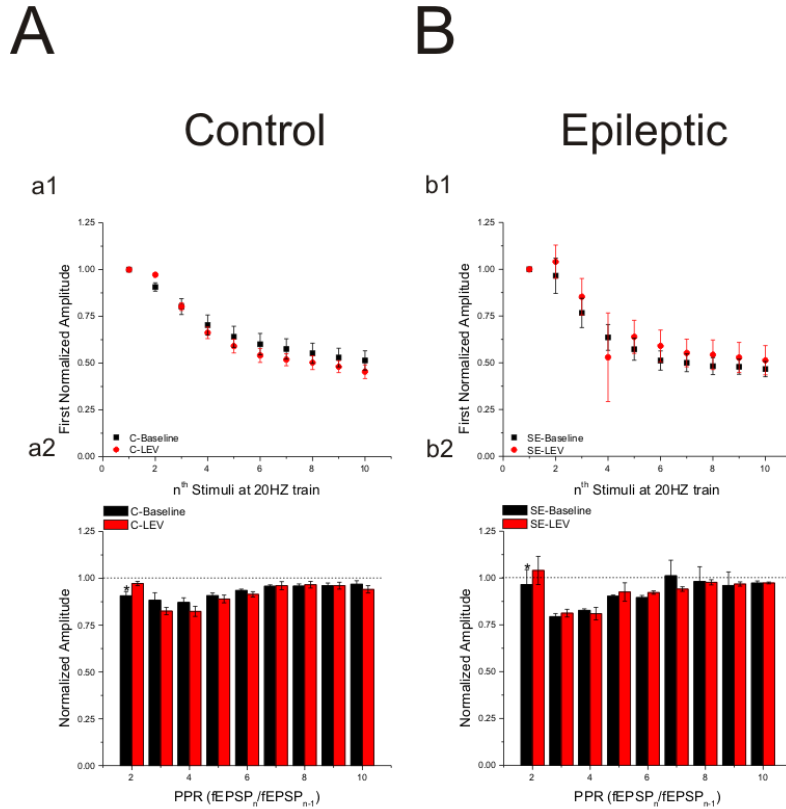 A
B
Control
Epileptic
a1
b1
1.25
1.00
0.75
0.50
0.25
0.00
First Normalized Amplitude
C-Baseline
C-LEV
2
4
6
8
10
nth Stimuli at 20HZ train
1.25
1.00
0.75
0.50
0.25
0.00
First Normalized Amplitude
SE-Baseline
SE-LEV
2
4
6
8
10
nth Stimuli at 20HZ train
a2
b2
C-Baseline
C-LEV
1.25
1.00
0.75
0.50
0.25
0.00
Normalized Amplitude
*
2
4
6
8
10
PPR (fEPSPn/fEPSPn-1)
SE-Baseline
SE-LEV
1.25
1.00
0.75
0.50
0.25
0.00
Normalized Amplitude
*
2
4
6
8
10
PPR (fEPSPn/fEPSPn-1)